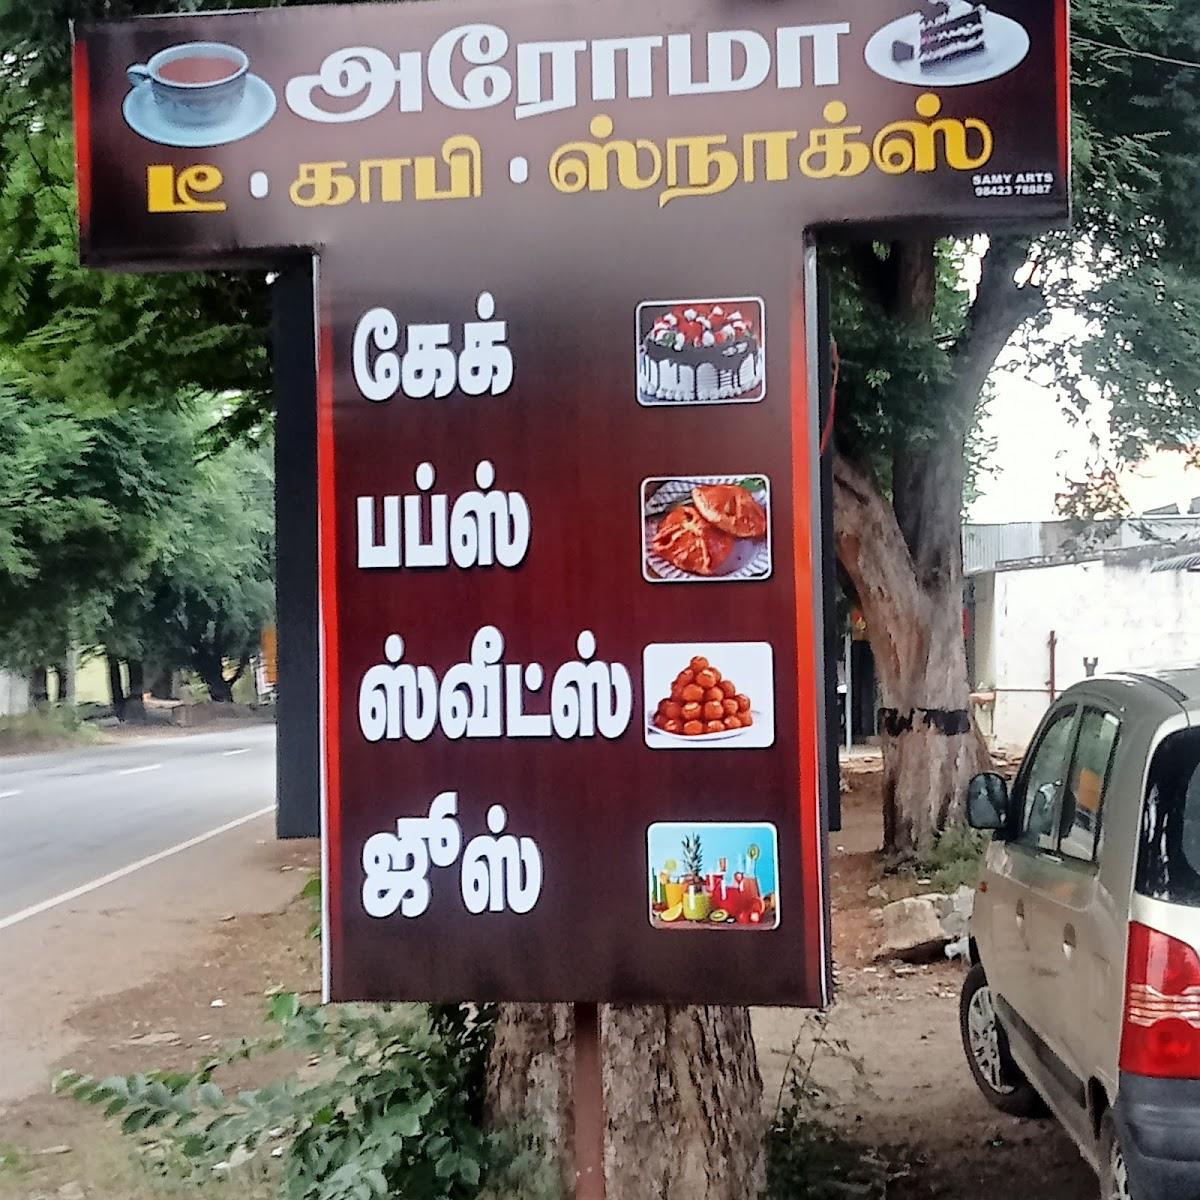 அரோமா
டீ • காபி • ஸ்நாக்ஸ்
SAMY ARTS
98423 78887
கேக்
பப்ஸ்
ஸ்வீட்ஸ்
ஜூஸ்